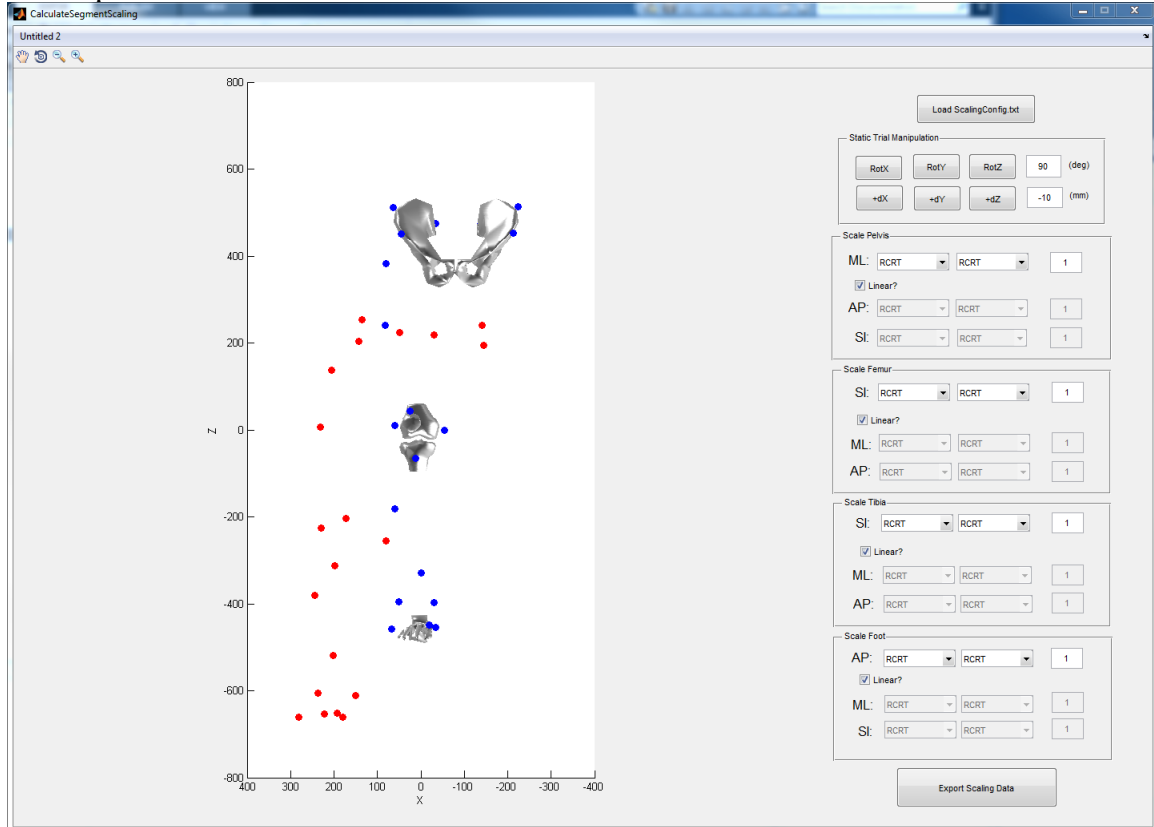 CalculateSegmentScaling
Untitled 2
Load ScalingConfig.txt
Static Trial Manipulation
RotX RotY RotZ 90 (deg)
+dX +dY +dZ -10 (mm)
Scale Pelvis
ML: RCRT RCRT 1
Linear?
AP: RCRT RCRT 1
SI: RCRT RCRT 1
Scale Femur
SI: RCRT RCRT 1
Linear?
ML: RCRT RCRT 1
AP: RCRT RCRT 1
Scale Tibia
SI: RCRT RCRT 1
Linear?
ML: RCRT RCRT 1
AP: RCRT RCRT 1
Scale Foot
AP: RCRT RCRT 1
Linear?
ML: RCRT RCRT 1
SI: RCRT RCRT 1
Export Scaling Data
800
600
400
200
Z 0
-200
-400
-600
-800
400 300 200 100 0 -100 -200 -300 -400
X